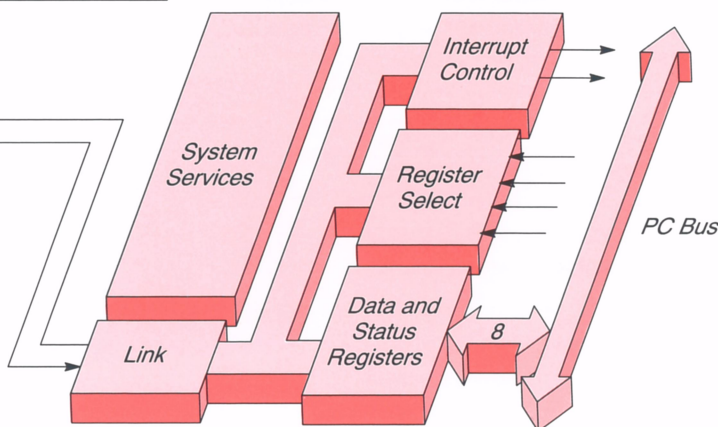 Interrupt
Control
System
Services
Register
Select
PC Bus
Data and
Status
Registers
8
Link